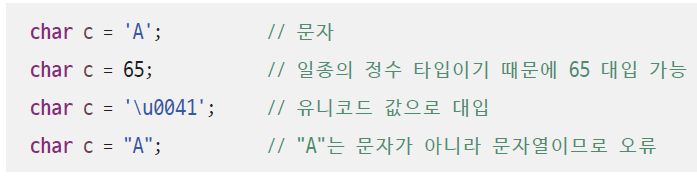 char c = 'A'; // 문자
char c = 65; // 일종의 정수 타입이기 때문에 65 대입 가능
char c = '\u0041'; // 유니코드 값으로 대입
char c = "A"; // "A"는 문자가 아니라 문자열이므로 오류